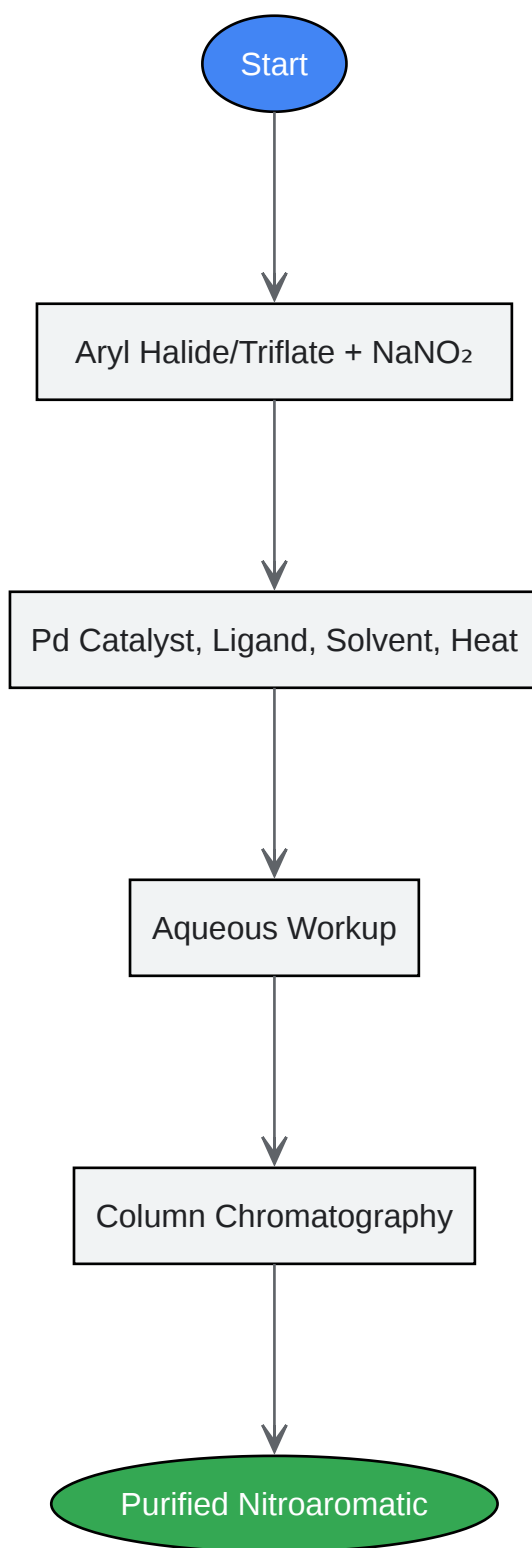 Start
Aryl Halide/Triflate + NaNO₂
Pd Catalyst, Ligand, Solvent, Heat
Aqueous Workup
Column Chromatography
Purified Nitroaromatic